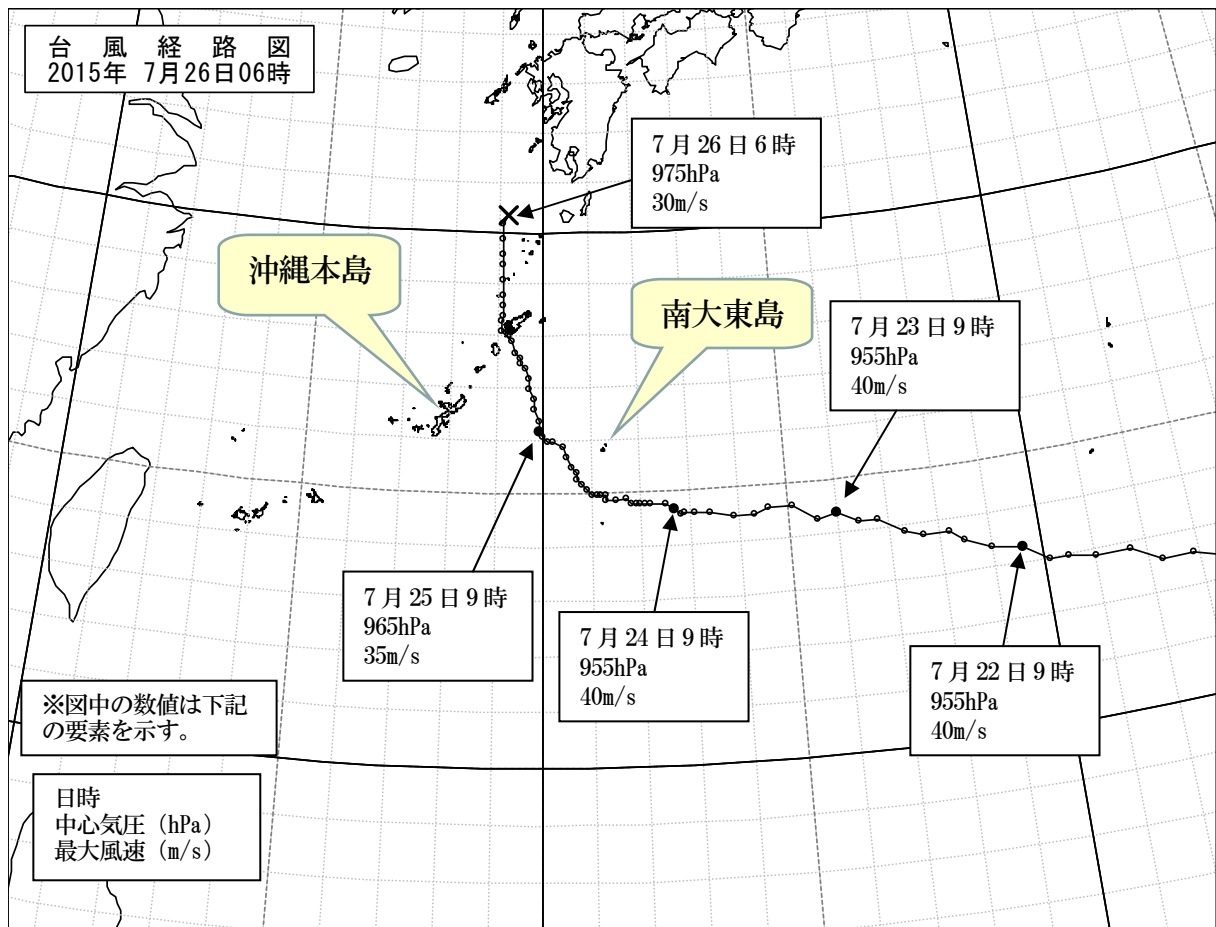 台 風 経 路 図
2015年 7月26日06時
7月26日6時
975hPa
30m/s
沖縄本島
南大東島
7月23日9時
955hPa
40m/s
7月25日9時
965hPa
35m/s
7月24日9時
955hPa
40m/s
7月22日9時
955hPa
40m/s
※図中の数値は下記
の要素を示す。
日時
中心気圧（hPa）
最大風速（m/s）